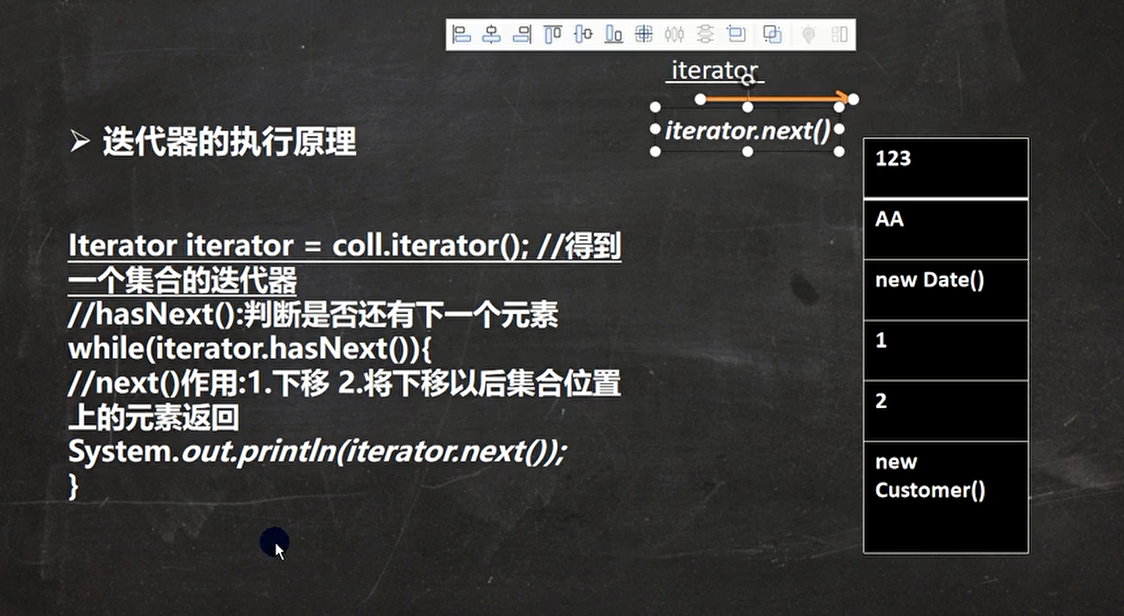 iterator
iterator.next()
迭代器的执行原理
Iterator iterator = coll.iterator(); //得到
一个集合的迭代器
//hasNext():判断是否还有下一个元素
while(iterator.hasNext()){
//next()作用:1.下移 2.将下移以后集合位置
上的元素返回
System.out.println(iterator.next());
}
123
AA
new Date()
1
2
new
Customer()